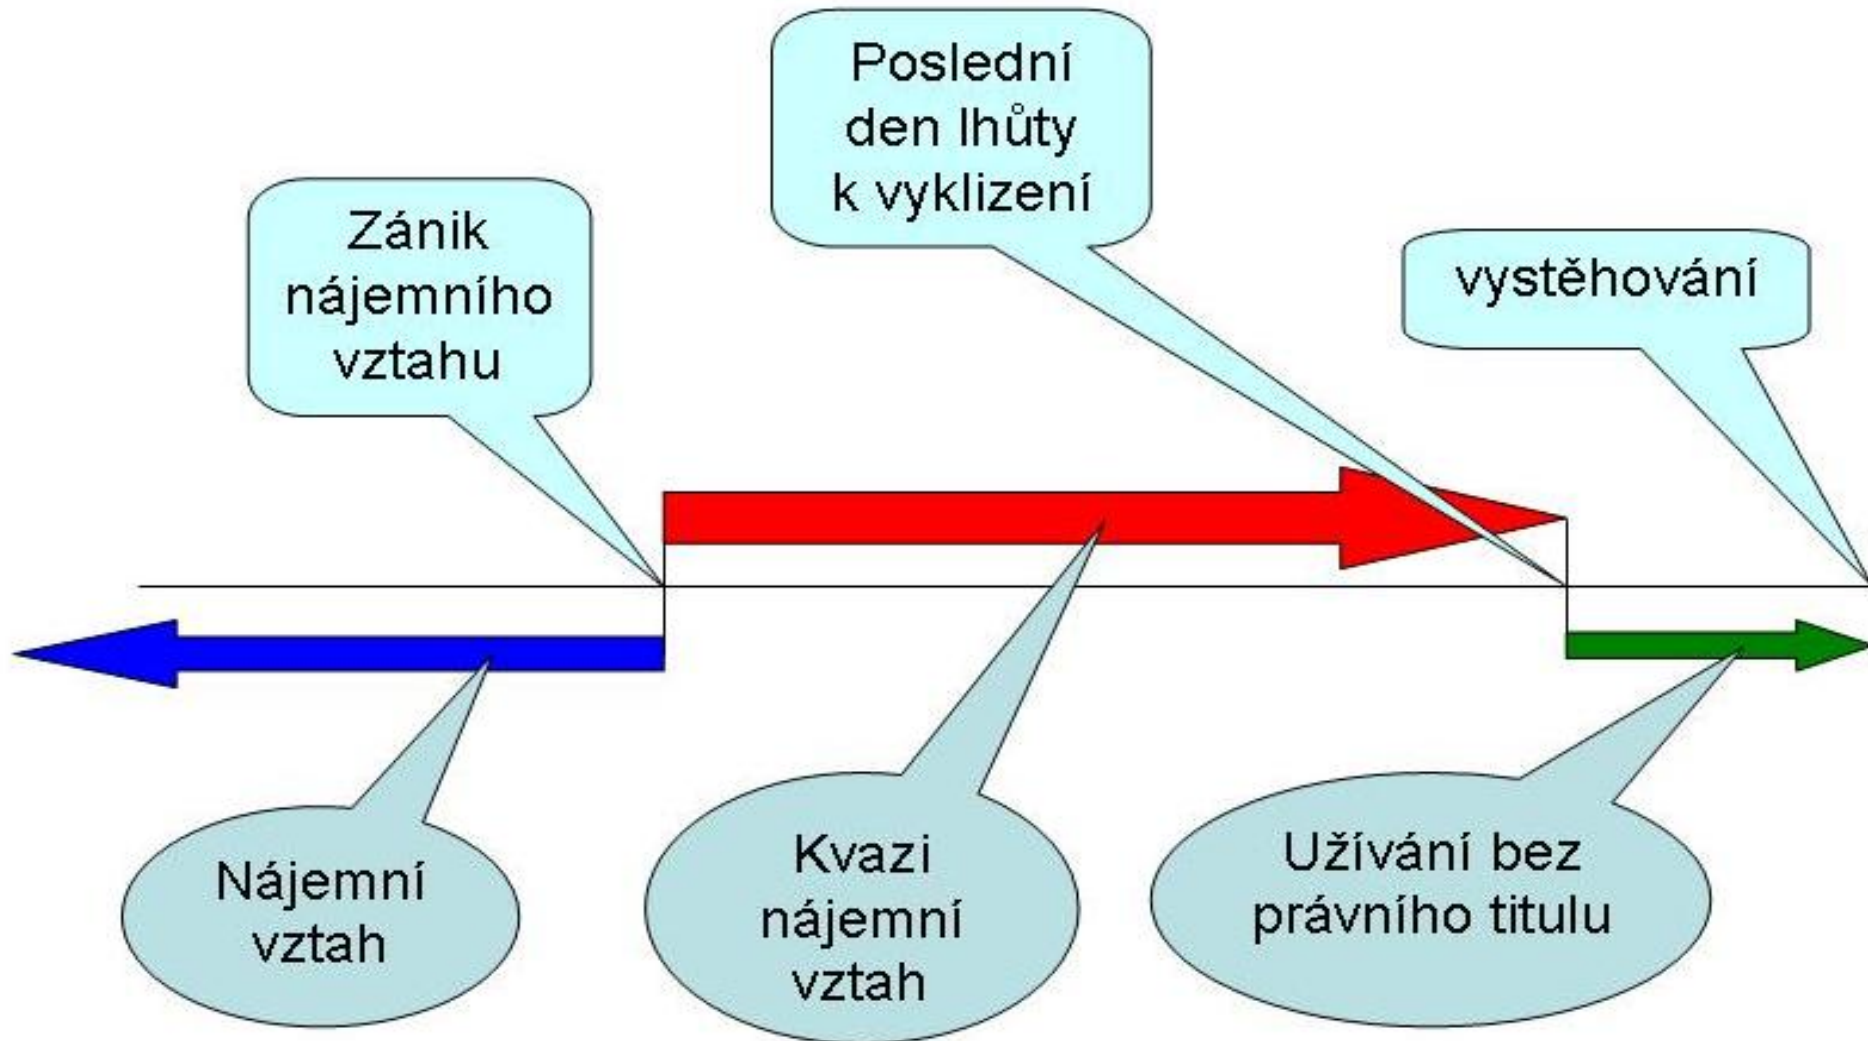 Poslední
den lhůty
k vyklizení
Zánik
nájemního
vztahu
vystěhování
Nájemní
vztah
Kvazi
nájemní
vztah
Užívání bez
právního titulu